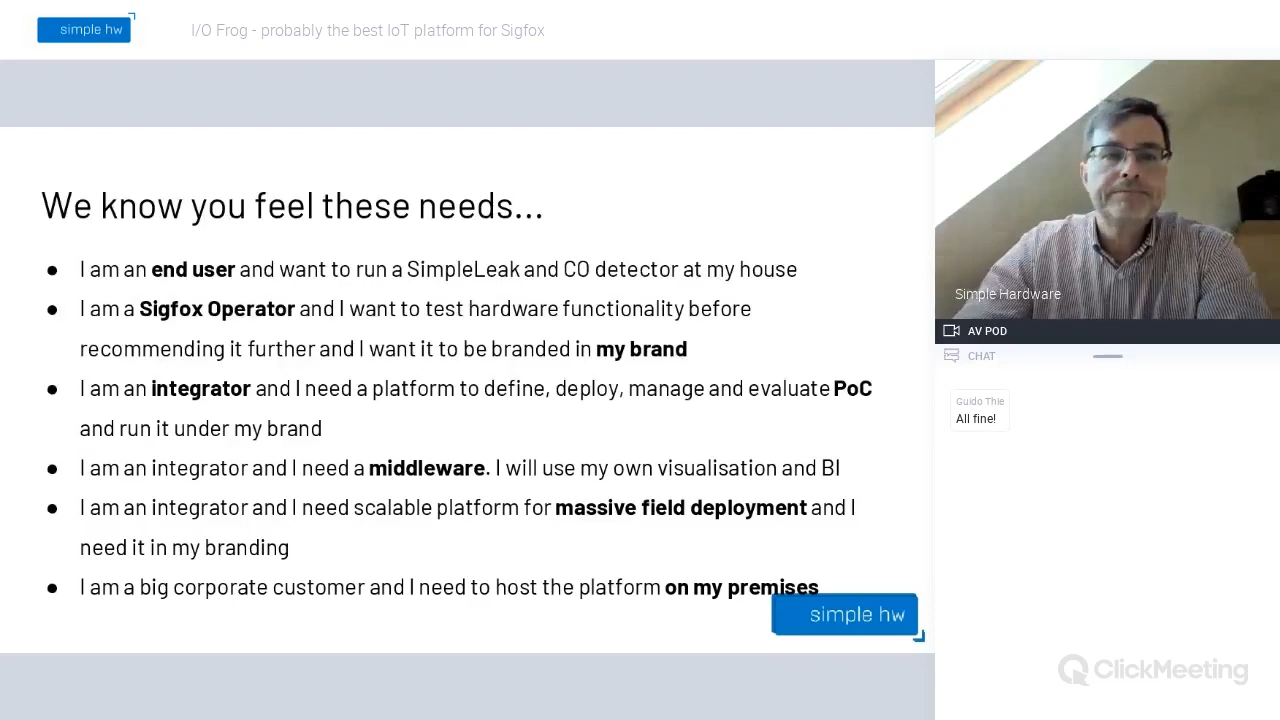 simple hw
I/O Frog - probably the best IoT platform for Sigfox
We know you feel these needs...
● I am an end user and want to run a SimpleLeak and CO detector at my house
● I am a Sigfox Operator and I want to test hardware functionality before
recommending it further and I want it to be branded in my brand
● I am an integrator and I need a platform to define, deploy, manage and evaluate PoC
and run it under my brand
● I am an integrator and I need a middleware. I will use my own visualisation and BI
● I am an integrator and I need scalable platform for massive field deployment and I
need it in my branding
● I am a big corporate customer and I need to host the platform on my premises
simple hw
Simple Hardware
AV POD
CHAT
Guido Thie
All fine!
ClickMeeting